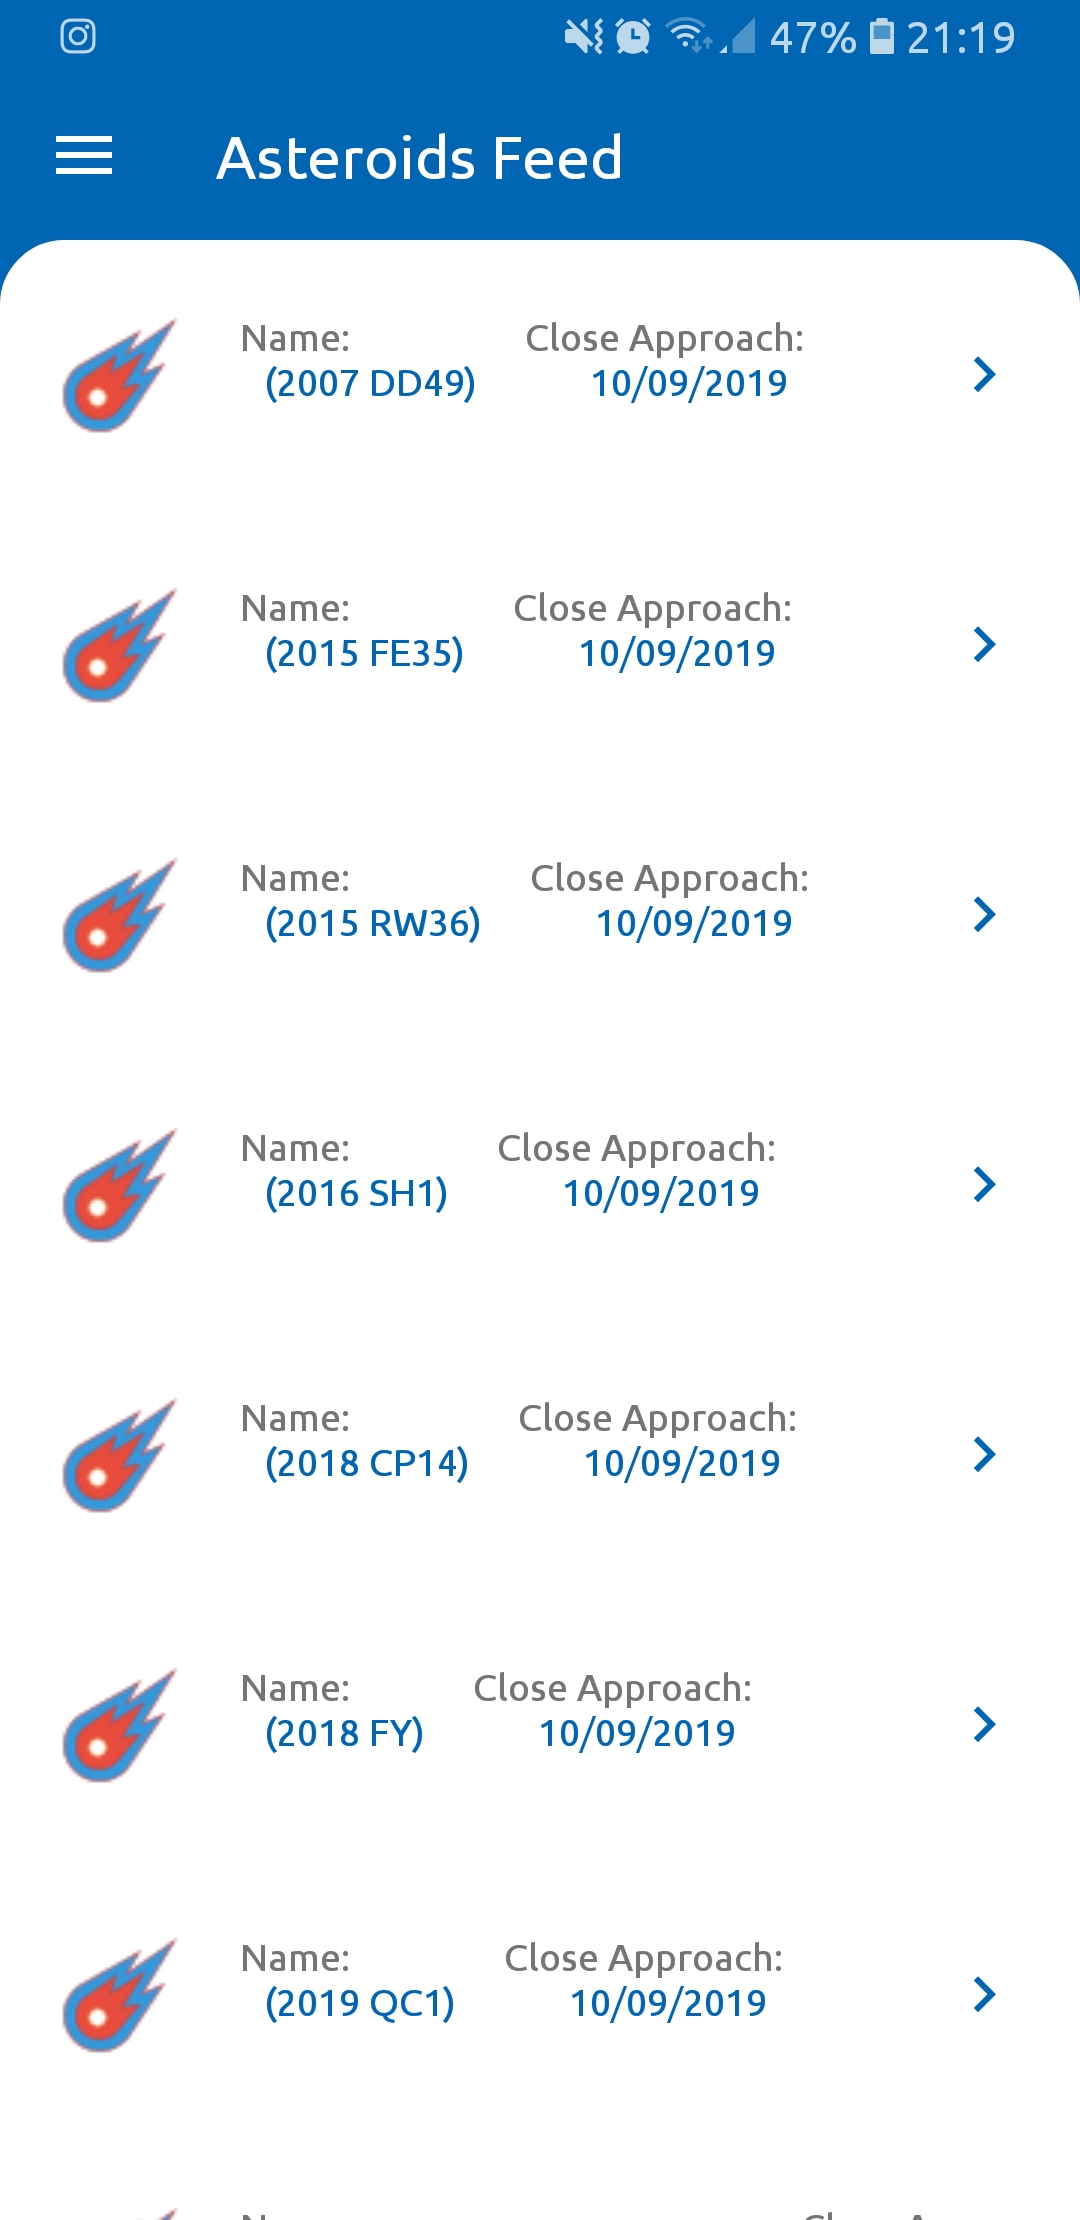 47% 21:19
Asteroids Feed
Name: Close Approach:
(2007 DD49) 10/09/2019
Name: Close Approach:
(2015 FE35) 10/09/2019
Name: Close Approach:
(2015 RW36) 10/09/2019
Name: Close Approach:
(2016 SH1) 10/09/2019
Name: Close Approach:
(2018 CP14) 10/09/2019
Name: Close Approach:
(2018 FY) 10/09/2019
Name: Close Approach:
(2019 QC1) 10/09/2019